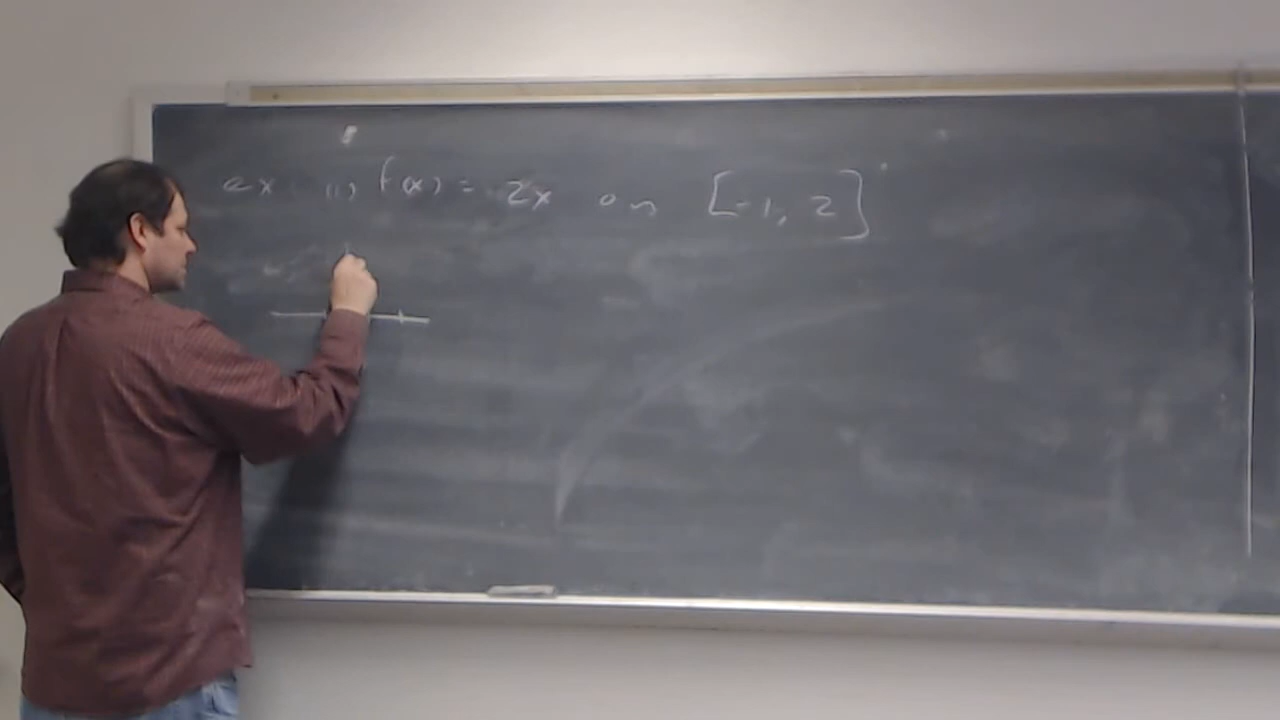 ex (1) f(x) = 2x on [-1, 2]